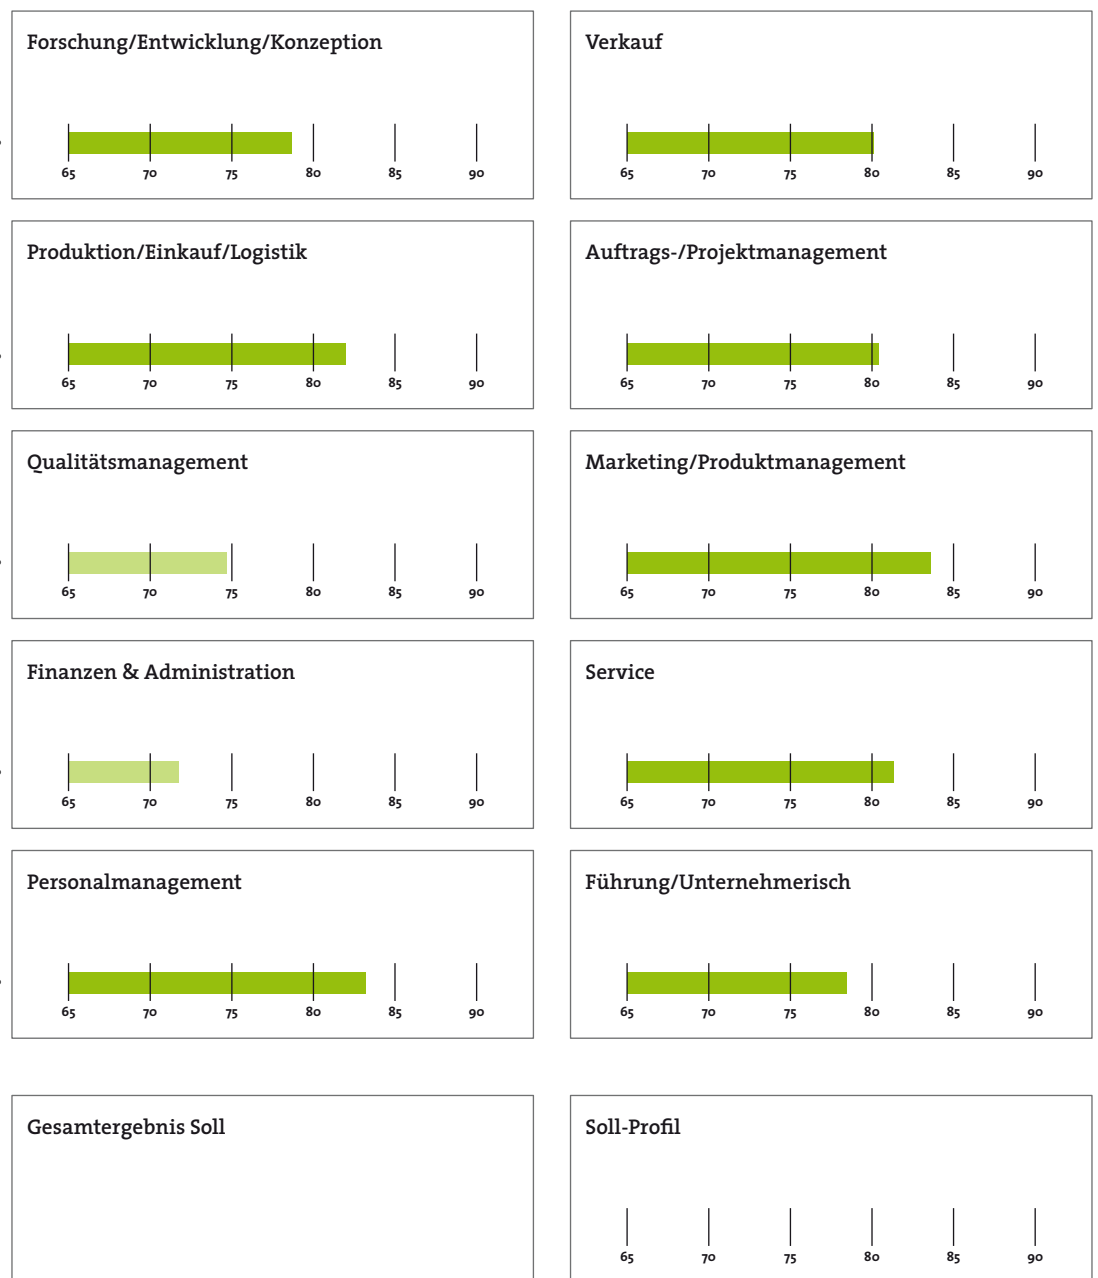 Forschung/Entwicklung/Konzeption
65 70 75 80 85 90
Verkauf
65 70 75 80 85 90
Produktion/Einkauf/Logistik
65 70 75 80 85 90
Auftrags-/Projektmanagement
65 70 75 80 85 90
Qualitätsmanagement
65 70 75 80 85 90
Marketing/Produktmanagement
65 70 75 80 85 90
Finanzen & Administration
65 70 75 80 85 90
Service
65 70 75 80 85 90
Personalmanagement
65 70 75 80 85 90
Führung/Unternehmerisch
65 70 75 80 85 90
Gesamtergebnis Soll
Soll-Profil
65 70 75 80 85 90